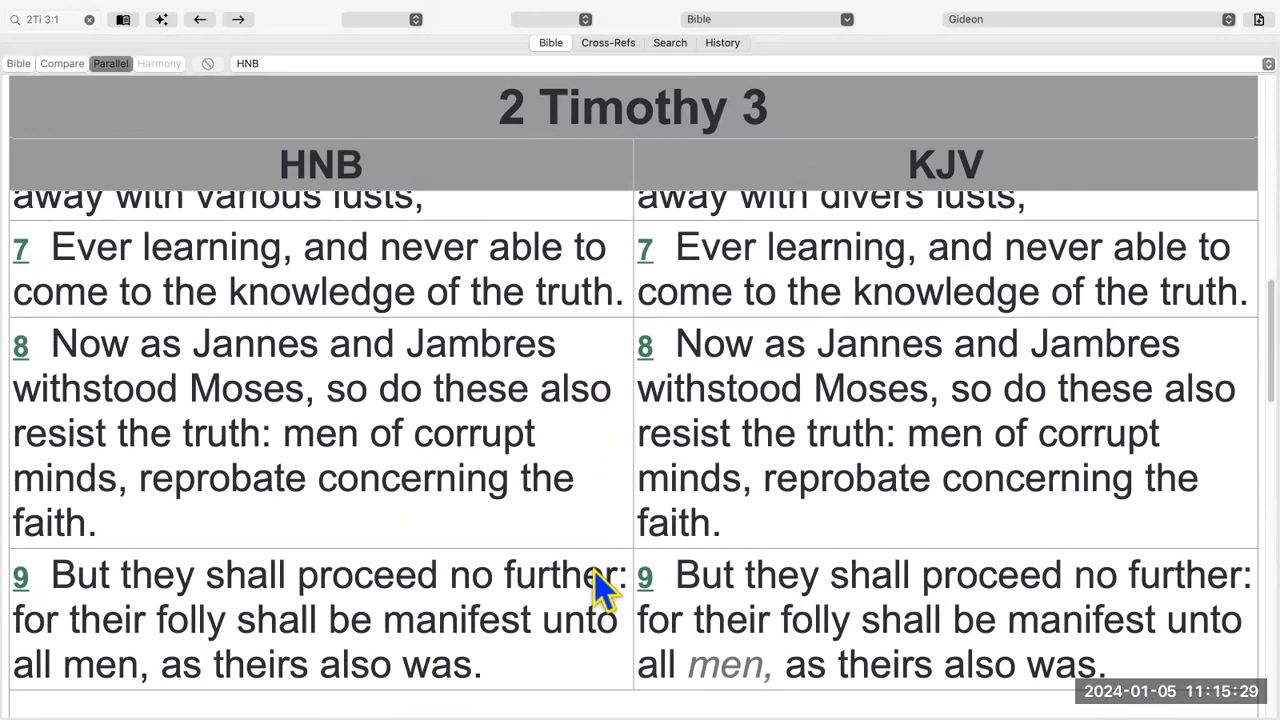 2Ti 3:1 Bible Gideon
Bible Cross-Refs Search History
Bible Compare Parallel Harmony HNB
2 Timothy 3
HNB KJV
away with various lusts,
7 Ever learning, and never able to
come to the knowledge of the truth.
8 Now as Jannes and Jambres
withstood Moses, so do these also
resist the truth: men of corrupt
minds, reprobate concerning the
faith.
9 But they shall proceed no further:
for their folly shall be manifest unto
all men, as theirs also was.
away with divers lusts,
7 Ever learning, and never able to
come to the knowledge of the truth.
8 Now as Jannes and Jambres
withstood Moses, so do these also
resist the truth: men of corrupt
minds, reprobate concerning the
faith.
9 But they shall proceed no further:
for their folly shall be manifest unto
all men, as theirs also was.
2024-01-05 11:15:29